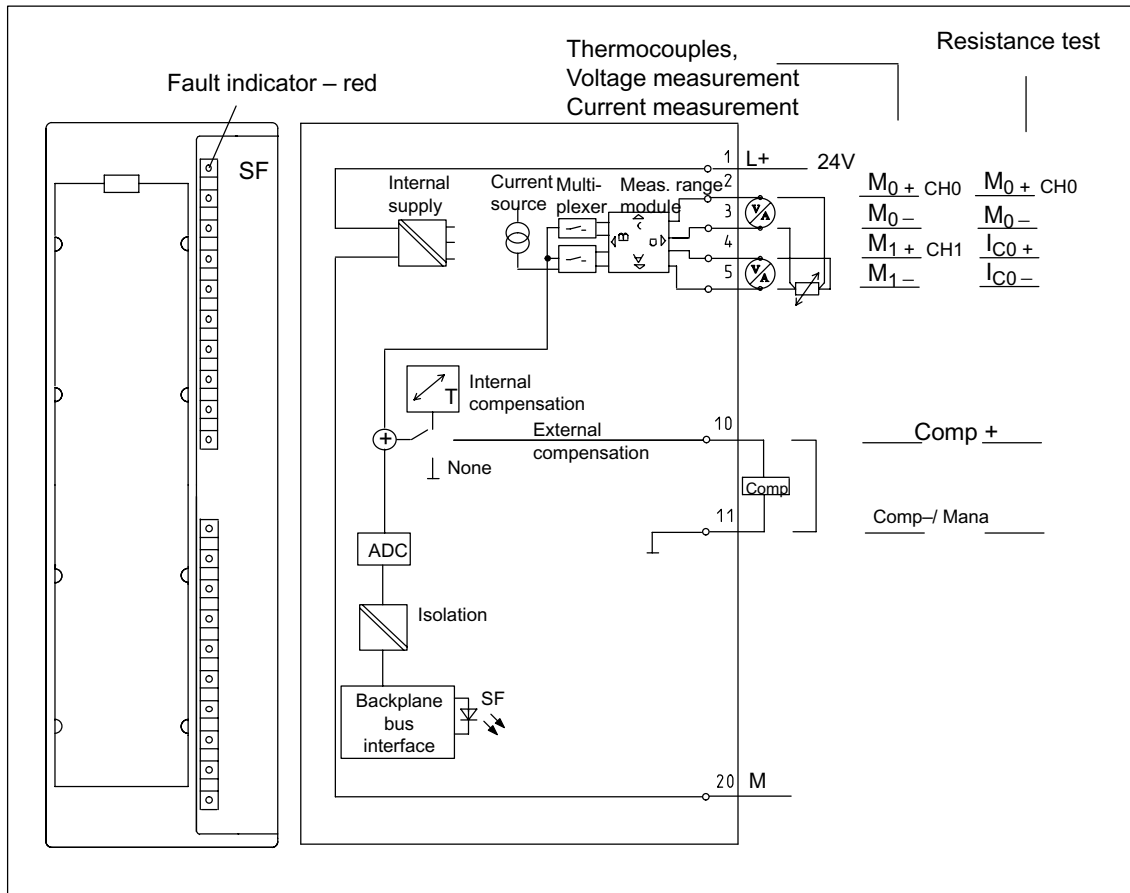 Thermocouples,
Voltage measurement
Current measurement
Resistance test
Fault indicator – red
SF
1 L+ 24V
Internal
supply
Current
source
Multi-
plexer
Meas. range
module
2
3
4
5
A
B
C
D
V
A
V
A
M0 + CH0
M0 –
M1 + CH1
M1 –
M0 + CH0
M0 –
IC0 +
IC0 –
T
Internal
compensation
+
External
compensation
None
10
Comp
11
Comp +
Comp–/ Mana
ADC
Isolation
Backplane
bus
interface
SF
20 M